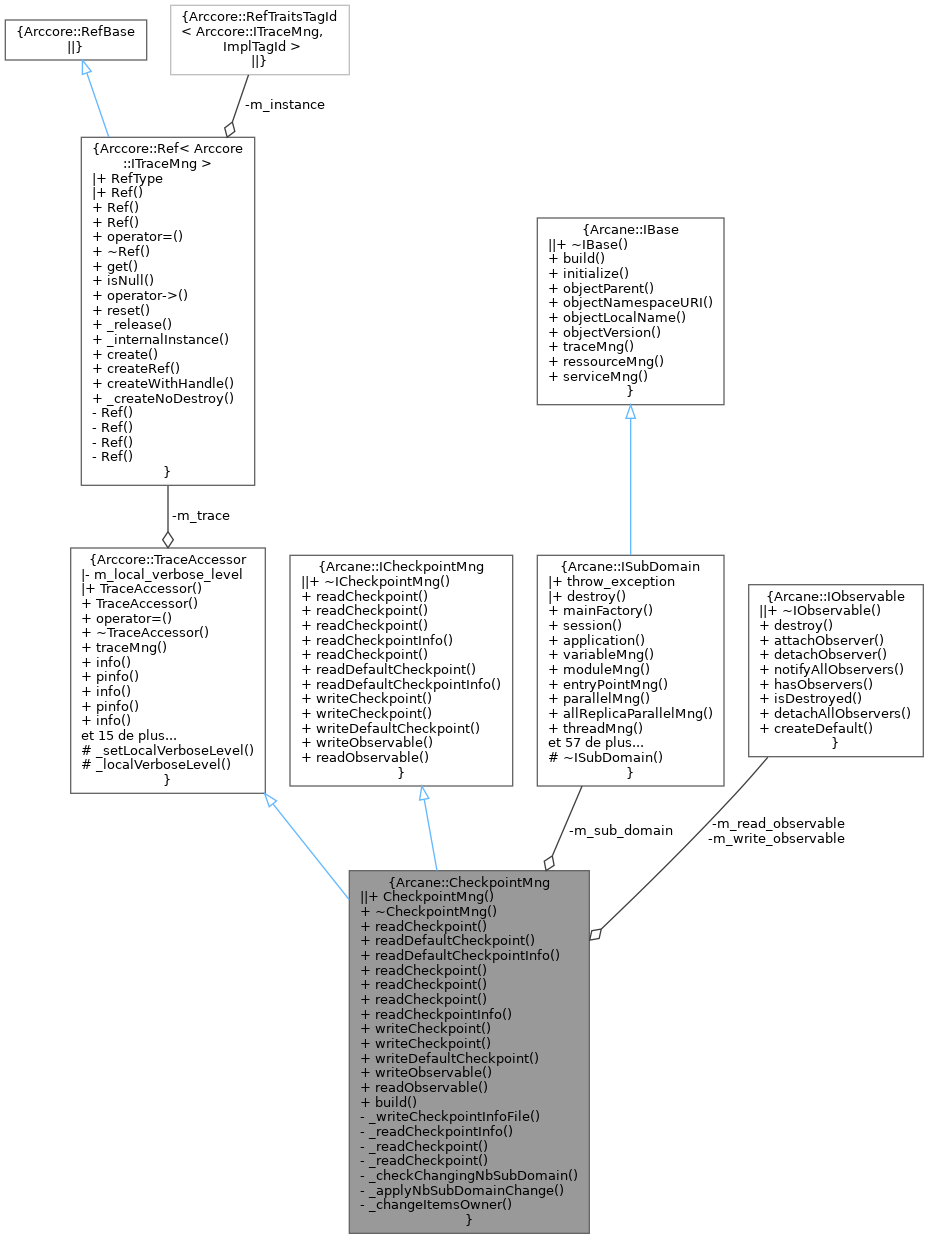 {Arccore::RefBase
||}
{Arccore::RefTraitsTagId
< Arccore::ITraceMng,
ImplTagId >
||}
-m_instance
{Arccore::Ref< Arccore
::ITraceMng >
|+ RefType
|+ Ref()
+ Ref()
+ Ref()
+ operator=()
+ ~Ref()
+ get()
+ isNull()
+ operator->()
+ reset()
+ _release()
+ _internalInstance()
+ create()
+ createRef()
+ createWithHandle()
+ _createNoDestroy()
- Ref()
- Ref()
- Ref()
- Ref()
}
{Arcane::IBase
||+ ~IBase()
+ build()
+ initialize()
+ objectParent()
+ objectNamespaceURI()
+ objectLocalName()
+ objectVersion()
+ traceMng()
+ ressourceMng()
+ serviceMng()
}
-m_trace
{Arccore::TraceAccessor
|- m_local_verbose_level
|+ TraceAccessor()
+ TraceAccessor()
+ operator=()
+ ~TraceAccessor()
+ traceMng()
+ info()
+ pinfo()
+ info()
+ pinfo()
+ info()
et 15 de plus...
# _setLocalVerboseLevel()
# _localVerboseLevel()
}
{Arcane::ICheckpointMng
||+ ~ICheckpointMng()
+ readCheckpoint()
+ readCheckpoint()
+ readCheckpoint()
+ readCheckpointInfo()
+ readCheckpoint()
+ readDefaultCheckpoint()
+ readDefaultCheckpointInfo()
+ writeCheckpoint()
+ writeCheckpoint()
+ writeDefaultCheckpoint()
+ writeObservable()
+ readObservable()
}
{Arcane::ISubDomain
|+ throw_exception
|+ destroy()
+ mainFactory()
+ session()
+ application()
+ variableMng()
+ moduleMng()
+ entryPointMng()
+ parallelMng()
+ allReplicaParallelMng()
+ threadMng()
et 57 de plus...
# ~ISubDomain()
}
{Arcane::IObservable
||+ ~IObservable()
+ destroy()
+ attachObserver()
+ detachObserver()
+ notifyAllObservers()
+ hasObservers()
+ isDestroyed()
+ detachAllObservers()
+ createDefault()
}
-m_sub_domain
-m_read_observable
-m_write_observable
{Arcane::CheckpointMng
||+ CheckpointMng()
+ ~CheckpointMng()
+ readCheckpoint()
+ readDefaultCheckpoint()
+ readDefaultCheckpointInfo()
+ readCheckpoint()
+ readCheckpoint()
+ readCheckpoint()
+ readCheckpointInfo()
+ writeCheckpoint()
+ writeCheckpoint()
+ writeDefaultCheckpoint()
+ writeObservable()
+ readObservable()
+ build()
- _writeCheckpointInfoFile()
- _readCheckpointInfo()
- _readCheckpoint()
- _readCheckpoint()
- _checkChangingNbSubDomain()
- _applyNbSubDomainChange()
- _changeItemsOwner()
}